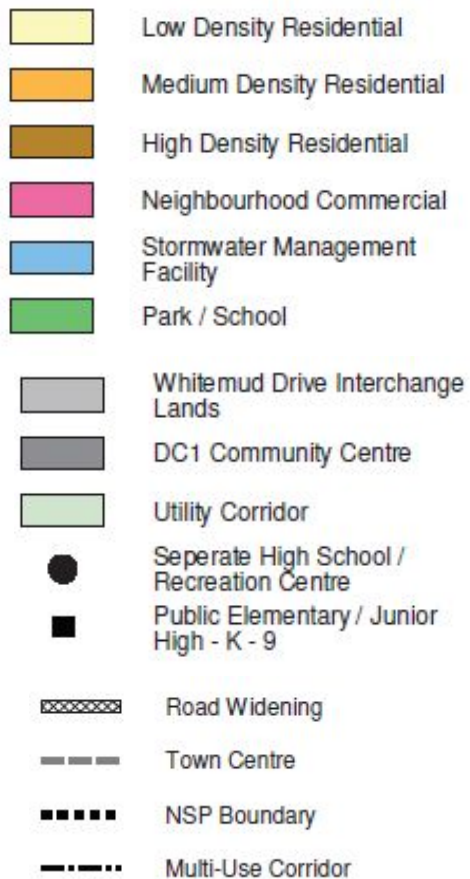 Low Density Residential
Medium Density Residential
High Density Residential
Neighbourhood Commercial
Stormwater Management
Facility
Park / School
Whitemud Drive Interchange
Lands
DC1 Community Centre
Utility Corridor
Seperate High School /
Recreation Centre
Public Elementary / Junior
High - K - 9
Road Widening
Town Centre
NSP Boundary
Multi-Use Corridor